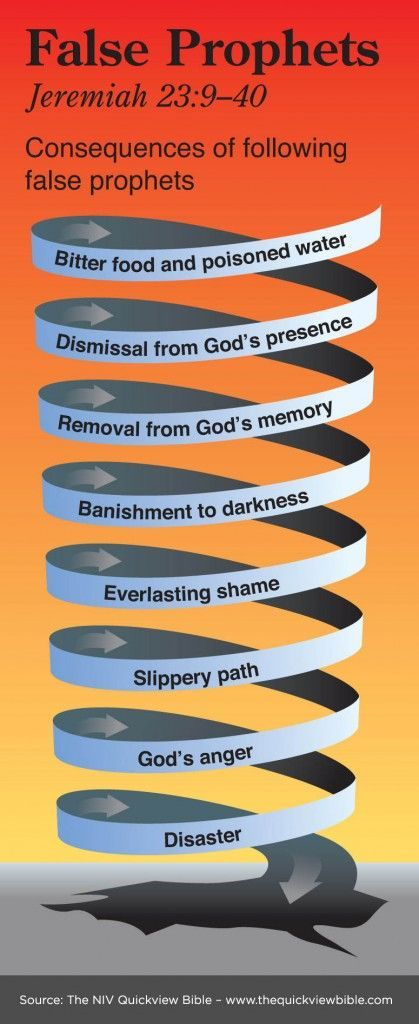 False Prophets
Jeremiah 23:9–40
Consequences of following
false prophets
Bitter food and poisoned water
Dismissal from God's presence
Removal from God's memory
Banishment to darkness
Everlasting shame
Slippery path
God's anger
Disaster
Source: The NIV Quickview Bible – www.thequickviewbible.com